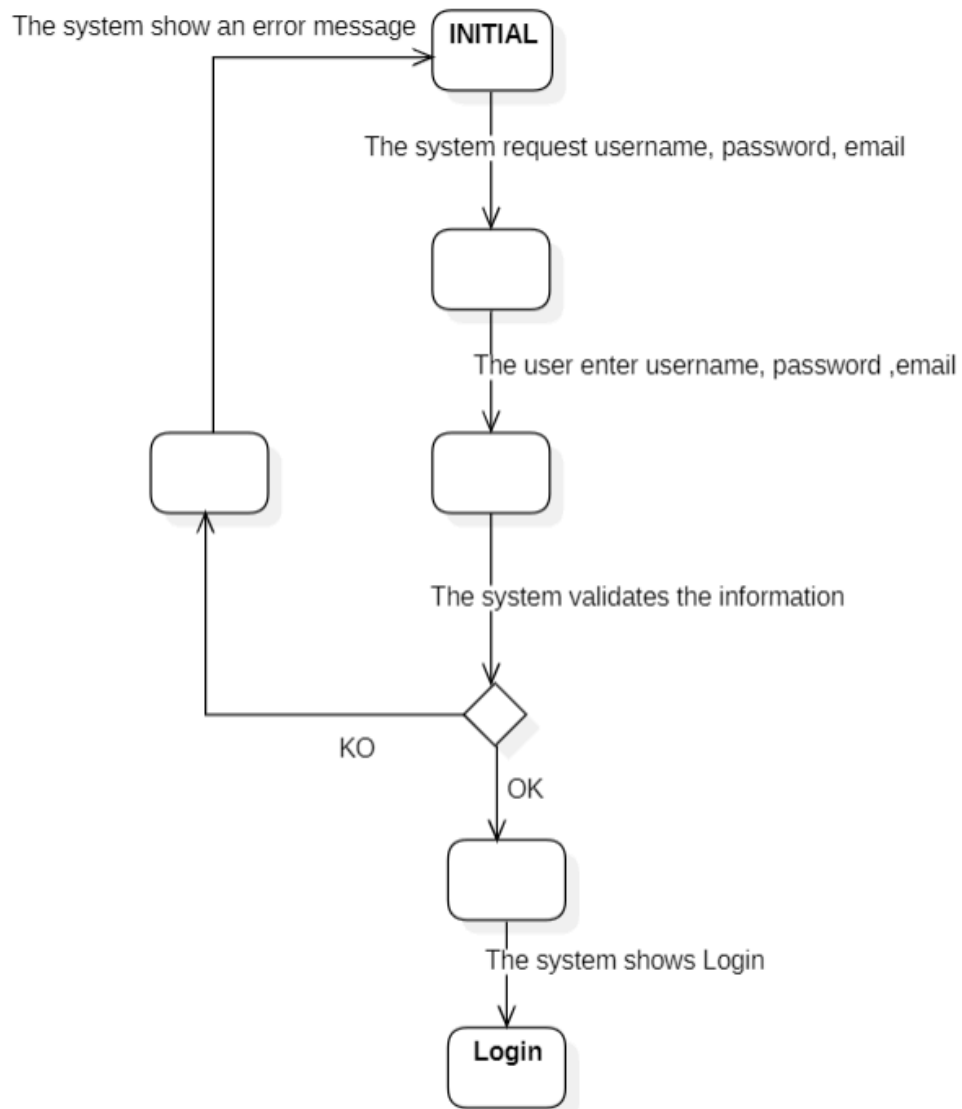 The system show an error message
INITIAL
The system request username, password, email
The user enter username, password ,email
The system validates the information
KO
OK
The system shows Login
Login